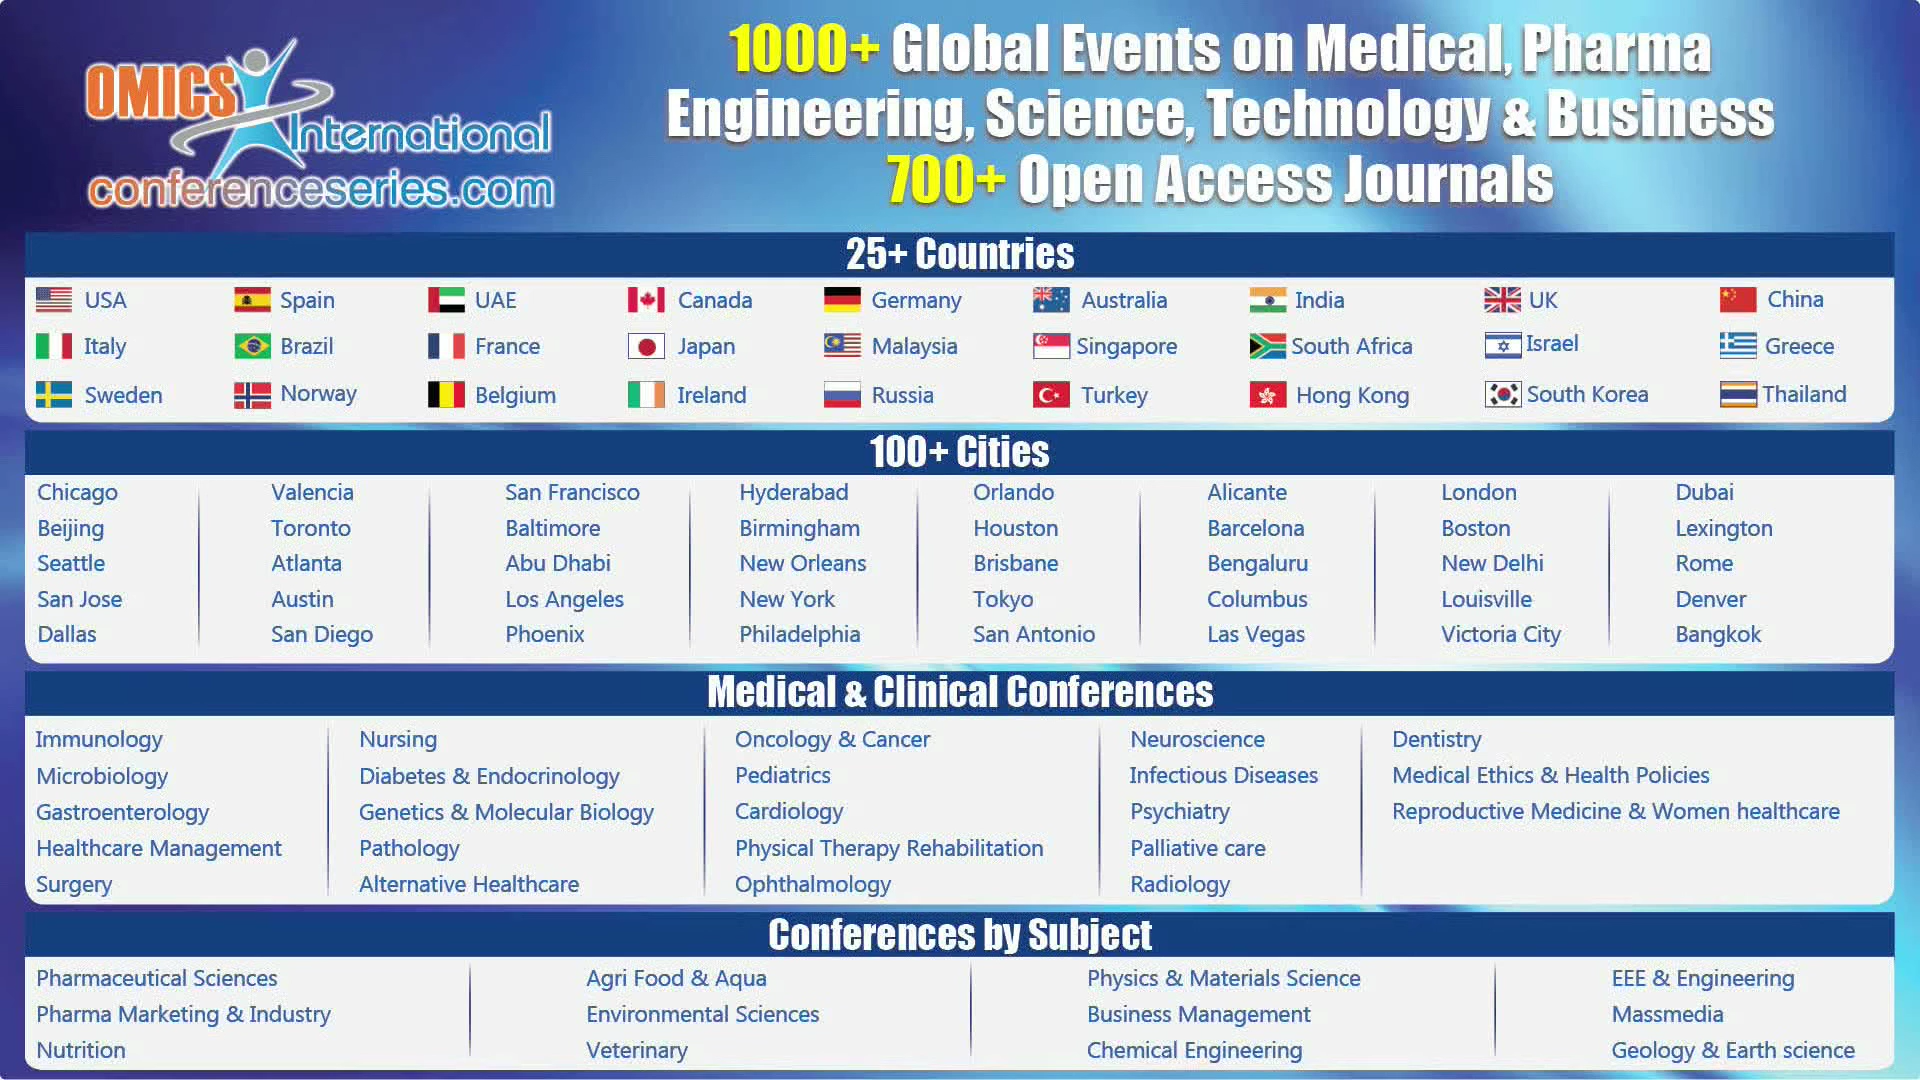 OMICS
International
conferenceseries.com
1000+ Global Events on Medical, Pharma
Engineering, Science, Technology & Business
700+ Open Access Journals
25+ Countries
USA Spain UAE Canada Germany Australia India UK China
Italy Brazil France Japan Malaysia Singapore South Africa Israel Greece
Sweden Norway Belgium Ireland Russia Turkey Hong Kong South Korea Thailand
100+ Cities
Chicago Valencia San Francisco Hyderabad Orlando Alicante London Dubai
Beijing Toronto Baltimore Birmingham Houston Barcelona Boston Lexington
Seattle Atlanta Abu Dhabi New Orleans Brisbane Bengaluru New Delhi Rome
San Jose Austin Los Angeles New York Tokyo Columbus Louisville Denver
Dallas San Diego Phoenix Philadelphia San Antonio Las Vegas Victoria City Bangkok
Medical & Clinical Conferences
Immunology Nursing Oncology & Cancer Neuroscience Dentistry
Microbiology Diabetes & Endocrinology Pediatrics Infectious Diseases Medical Ethics & Health Policies
Gastroenterology Genetics & Molecular Biology Cardiology Psychiatry Reproductive Medicine & Women healthcare
Healthcare Management Pathology Physical Therapy Rehabilitation Palliative care
Surgery Alternative Healthcare Ophthalmology Radiology
Conferences by Subject
Pharmaceutical Sciences Agri Food & Aqua Physics & Materials Science EEE & Engineering
Pharma Marketing & Industry Environmental Sciences Business Management Massmedia
Nutrition Veterinary Chemical Engineering Geology & Earth science